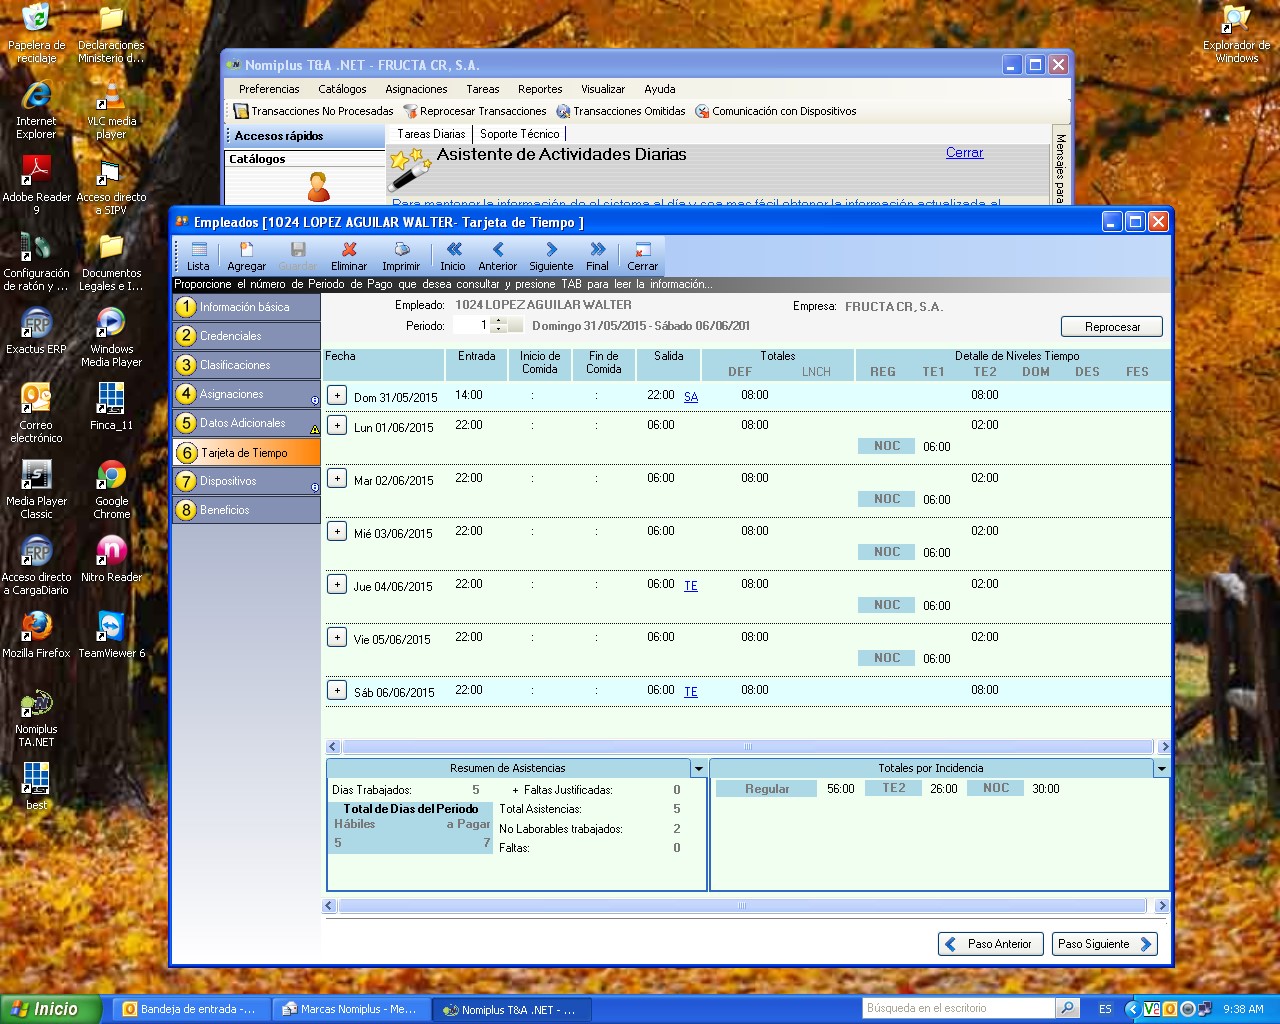 Papelera de reciclaje
Declaraciones Ministerio d...
Explorador de Windows
Internet Explorer
VLC media player
Adobe Reader 9
Acceso directo a SIPV
Configuración de ratón y ...
Documentos Legales e I...
Exactus ERP
Windows Media Player
Correo electrónico
Finca_11
Media Player Classic
Google Chrome
Acceso directo a CargaDiario
Nitro Reader
Mozilla Firefox
TeamViewer 6
Nomiplus TA.NET
best
Nomiplus T&A .NET - FRUCTA CR, S.A.
Preferencias Catálogos Asignaciones Tareas Reportes Visualizar Ayuda
Transacciones No Procesadas Reprocesar Transacciones Transacciones Omitidas Comunicación con Dispositivos
Accesos rápidos
Tareas Diarias Soporte Técnico
Catálogos
Asistente de Actividades Diarias
Cerrar
Mensajes para
Para mantener la información de el sistema al día y sea mas fácil obtener la información actualizada al
Empleados [1024 LOPEZ AGUILAR WALTER- Tarjeta de Tiempo ]
Lista Agregar Guardar Eliminar Imprimir Inicio Anterior Siguiente Final Cerrar
Proporcione el número de Periodo de Pago que desea consultar y presione TAB para leer la información...
1 Información básica
2 Credenciales
3 Clasificaciones
4 Asignaciones
5 Datos Adicionales
6 Tarjeta de Tiempo
7 Dispositivos
8 Beneficios
Empleado: 1024 LOPEZ AGUILAR WALTER
Empresa: FRUCTA CR, S.A.
Periodo: 1 Domingo 31/05/2015 - Sábado 06/06/201
Reprocesar
Fecha Entrada Inicio de Comida Fin de Comida Salida Totales Detalle de Niveles Tiempo
DEF LNCH REG TE1 TE2 DOM DES FES
+ Dom 31/05/2015 14:00 : : 22:00 SA 08:00 08:00
+ Lun 01/06/2015 22:00 : : 06:00 08:00 02:00
NOC 06:00
+ Mar 02/06/2015 22:00 : : 06:00 08:00 02:00
NOC 06:00
+ Mié 03/06/2015 22:00 : : 06:00 08:00 02:00
NOC 06:00
+ Jue 04/06/2015 22:00 : : 06:00 TE 08:00 02:00
NOC 06:00
+ Vie 05/06/2015 22:00 : : 06:00 08:00 02:00
NOC 06:00
+ Sáb 06/06/2015 22:00 : : 06:00 TE 08:00 08:00
Resumen de Asistencias
Dias Trabajados: 5 + Faltas Justificadas: 0
Total de Dias del Periodo
Total Asistencias: 5
Hábiles a Pagar
No Laborables trabajados: 2
5 7
Faltas: 0
Totales por Incidencia
Regular 56:00 TE2 26:00 NOC 30:00
Paso Anterior
Paso Siguiente
Inicio
Bandeja de entrada -...
Marcas Nomiplus - Me...
Nomiplus T&A .NET - ...
Búsqueda en el escritorio
ES
9:38 AM